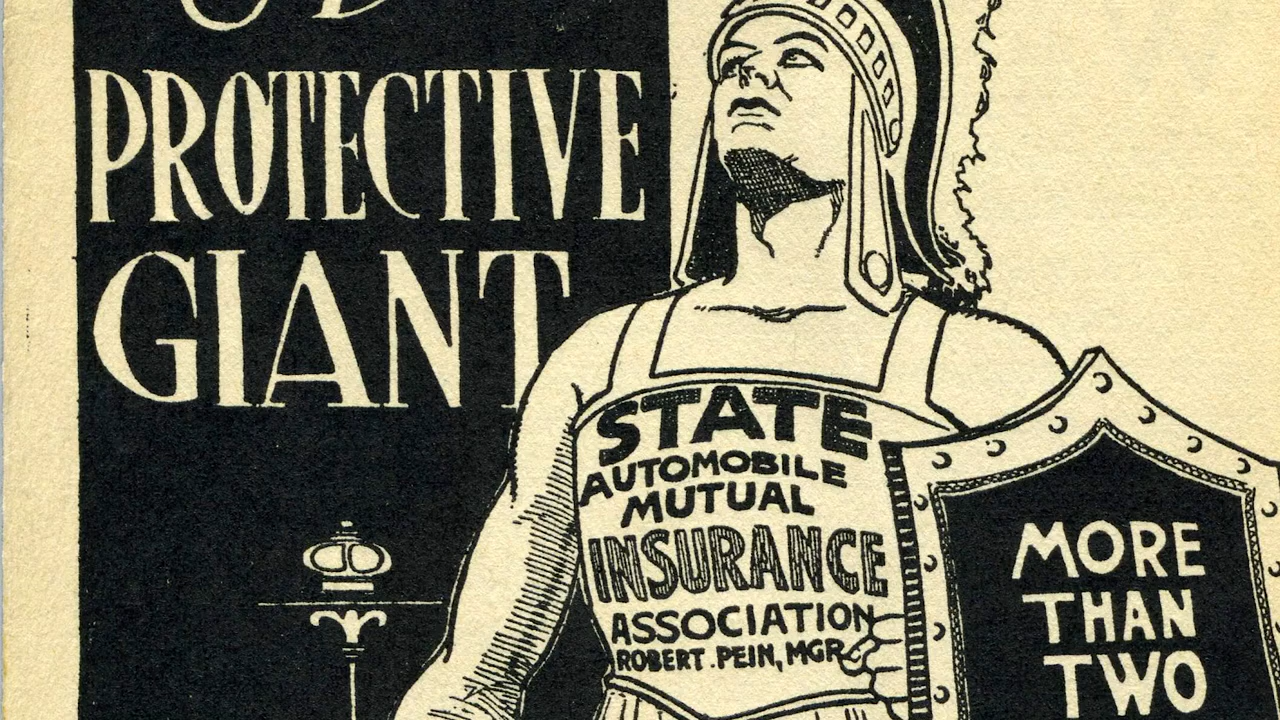 PROTECTIVE
GIANT
STATE
AUTOMOBILE
MUTUAL
INSURANCE
ASSOCIATION
ROBERT.PEIN, MGR.
MORE
THAN
TWO